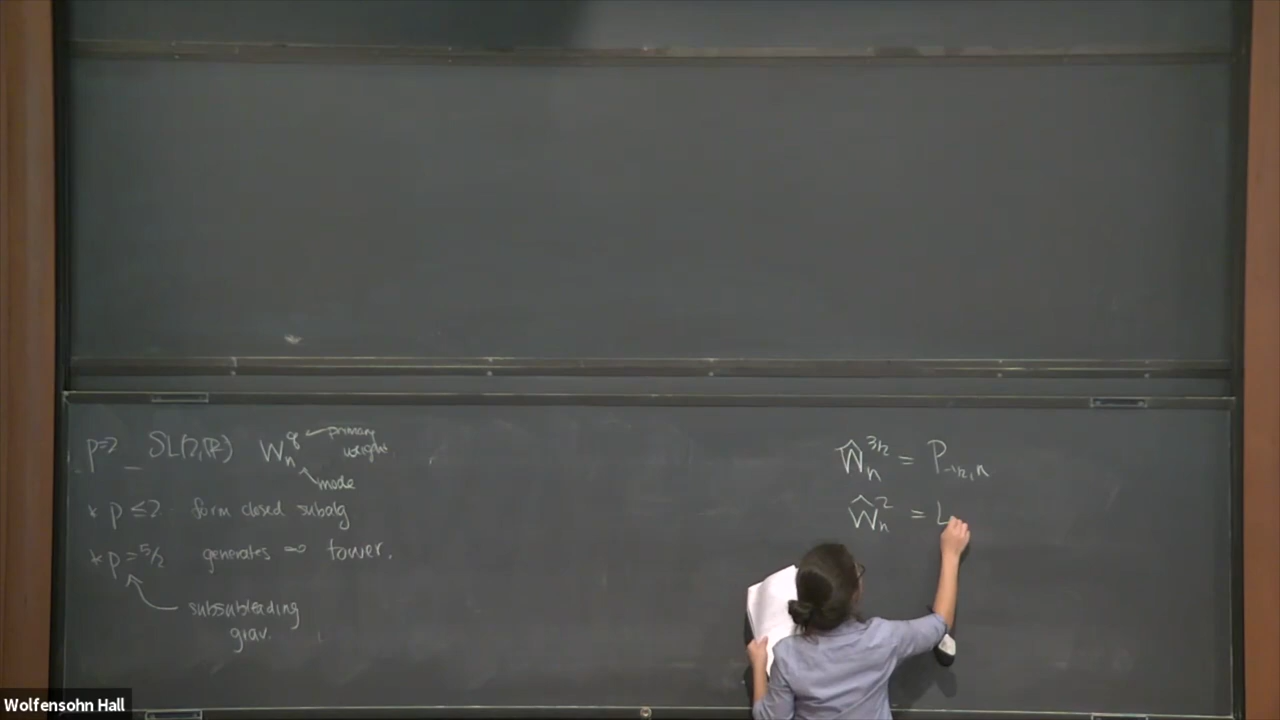 p=2 SL(2,ℝ) W_n^q ← primary weight
mode
* p ≤ 2 form closed subalg
* p = 5/2 generates ∞ tower.
subsubleading
grav.
Ŵ_n^{3/2} = P_{-1/2,n}
Ŵ_n^2 = L
Wolfensohn Hall